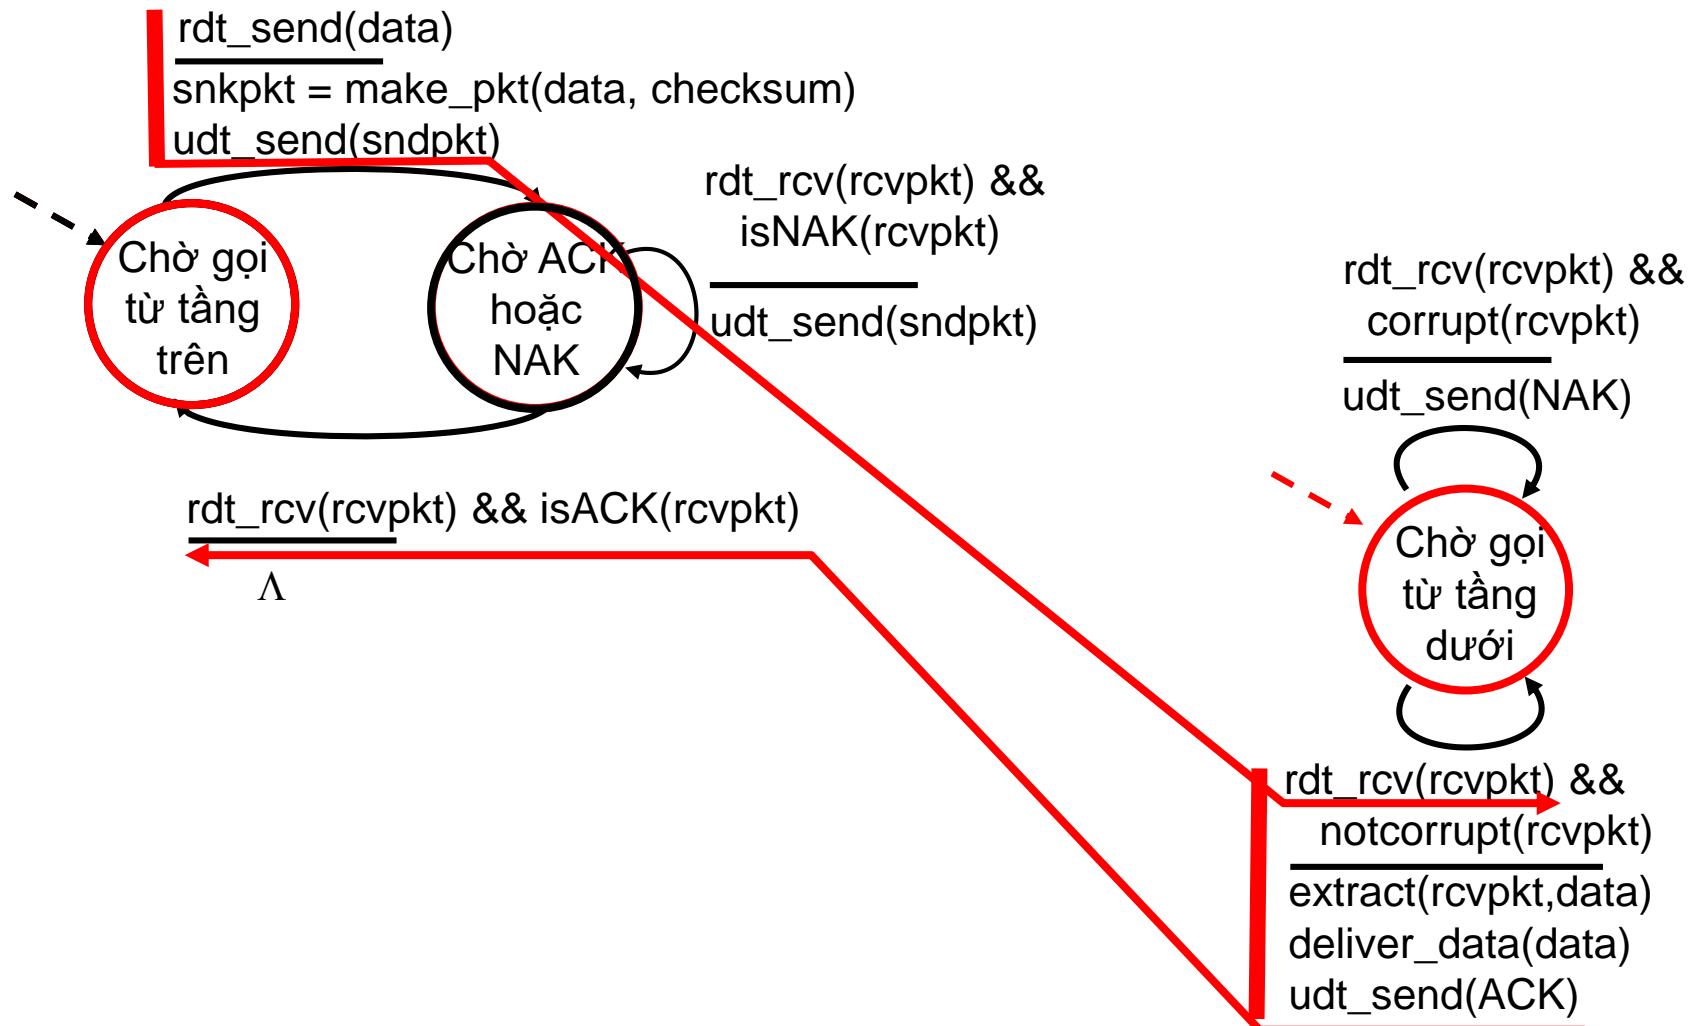 rdt_send(data)
snkpkt = make_pkt(data, checksum)
udt_send(sndpkt)
rdt_rcv(rcvpkt) &&
isNAK(rcvpkt)
udt_send(sndpkt)
Chờ gọi
từ tầng
trên
Chờ ACK
hoặc
NAK
rdt_rcv(rcvpkt) && isACK(rcvpkt)
Λ
rdt_rcv(rcvpkt) &&
corrupt(rcvpkt)
udt_send(NAK)
Chờ gọi
từ tầng
dưới
rdt_rcv(rcvpkt) &&
notcorrupt(rcvpkt)
extract(rcvpkt,data)
deliver_data(data)
udt_send(ACK)